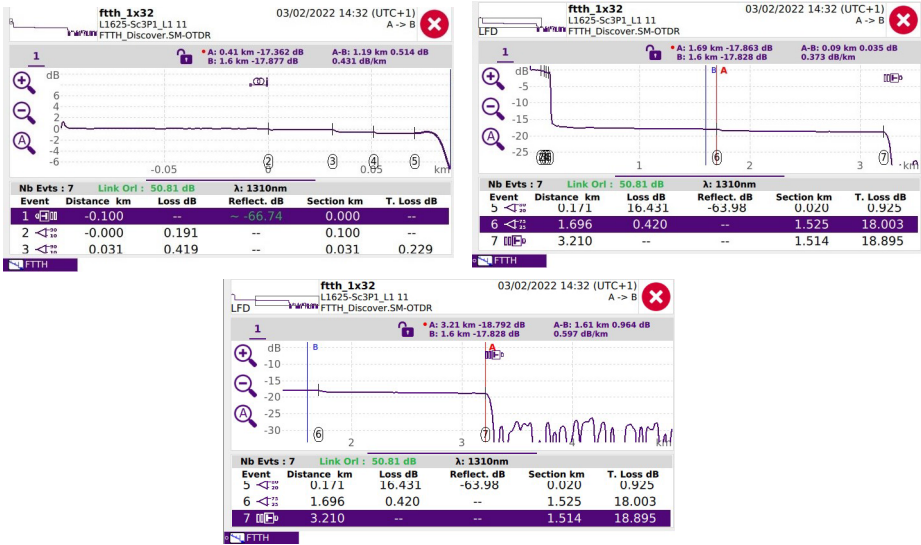 ftth_1x32
03/02/2022 14:32 (UTC+1)
L1625-Sc3P1_L1 11
A -> B
FTTH_Discover.SM-OTDR
1
A: 0.41 km -17.362 dB
A-B: 1.19 km 0.514 dB
B: 1.6 km -17.877 dB
0.431 dB/km
dB
6
4
2
0
-2
-4
-6
-0.05
0
0.05
km
2
3
4
5
Nb Evts : 7 Link Orl : 50.81 dB λ: 1310nm
Event Distance km Loss dB Reflect. dB Section km T. Loss dB
1 -0.100 -- ~ -66.74 0.000 --
2 -0.000 0.191 -- 0.100 --
3 0.031 0.419 -- 0.031 0.229
FTTH
ftth_1x32
03/02/2022 14:32 (UTC+1)
L1625-Sc3P1_L1 11
A -> B
LFD
FTTH_Discover.SM-OTDR
1
A: 1.69 km -17.863 dB
A-B: 0.09 km 0.035 dB
B: 1.6 km -17.828 dB
0.373 dB/km
dB
B A
-5
-10
-15
-20
-25
6
7
1
2
3
km
Nb Evts : 7 Link Orl : 50.81 dB λ: 1310nm
Event Distance km Loss dB Reflect. dB Section km T. Loss dB
5 0.171 16.431 -63.98 0.020 0.925
6 1.696 0.420 -- 1.525 18.003
7 3.210 -- -- 1.514 18.895
FTTH
ftth_1x32
03/02/2022 14:32 (UTC+1)
L1625-Sc3P1_L1 11
A -> B
LFD
FTTH_Discover.SM-OTDR
1
A: 3.21 km -18.792 dB
A-B: 1.61 km 0.964 dB
B: 1.6 km -17.828 dB
0.597 dB/km
dB
B
A
-10
-15
-20
-25
-30
6
7
2
3
4
km
Nb Evts : 7 Link Orl : 50.81 dB λ: 1310nm
Event Distance km Loss dB Reflect. dB Section km T. Loss dB
5 0.171 16.431 -63.98 0.020 0.925
6 1.696 0.420 -- 1.525 18.003
7 3.210 -- -- 1.514 18.895
FTTH